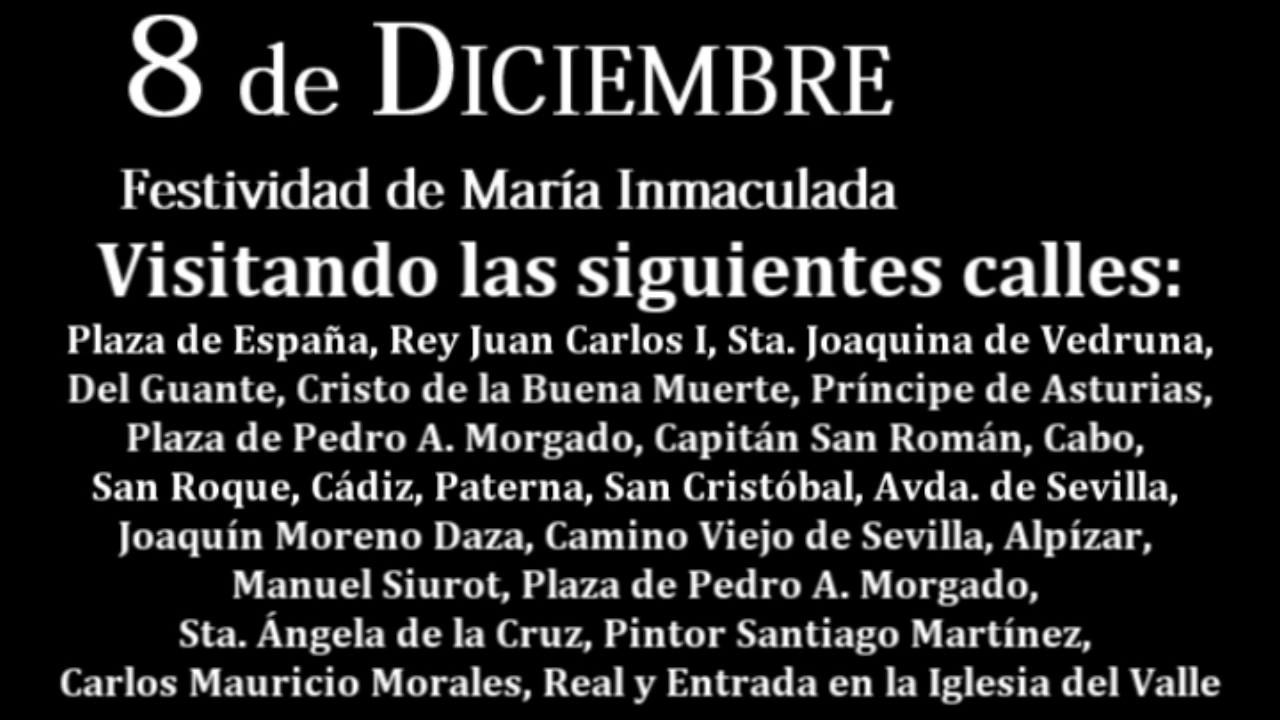 8 de DICIEMBRE
Festividad de María Inmaculada
Visitando las siguientes calles:
Plaza de España, Rey Juan Carlos I, Sta. Joaquina de Vedruna,
Del Guante, Cristo de la Buena Muerte, Príncipe de Asturias,
Plaza de Pedro A. Morgado, Capitán San Román, Cabo,
San Roque, Cádiz, Paterna, San Cristóbal, Avda. de Sevilla,
Joaquín Moreno Daza, Camino Viejo de Sevilla, Alpízar,
Manuel Siurot, Plaza de Pedro A. Morgado,
Sta. Ángela de la Cruz, Pintor Santiago Martínez,
Carlos Mauricio Morales, Real y Entrada en la Iglesia del Valle